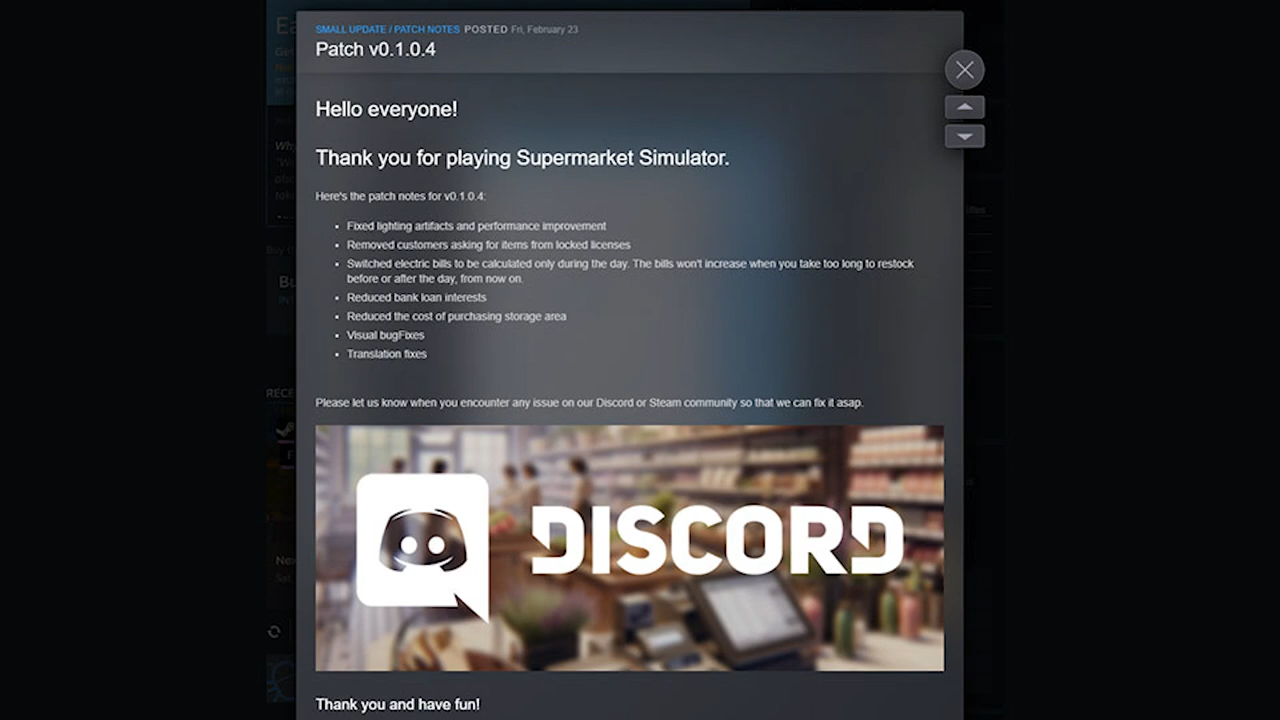 SMALL UPDATE / PATCH NOTES POSTED Fri, February 23
Patch v0.1.0.4
Hello everyone!
Thank you for playing Supermarket Simulator.
Here's the patch notes for v0.1.0.4:
Fixed lighting artifacts and performance improvement
Removed customers asking for items from locked licenses
Switched electric bills to be calculated only during the day. The bills won't increase when you take too long to restock
before or after the day, from now on.
Reduced bank loan interests
Reduced the cost of purchasing storage area
Visual bugFixes
Translation fixes
Please let us know when you encounter any issue on our Discord or Steam community so that we can fix it asap.
DISCORD
Thank you and have fun!